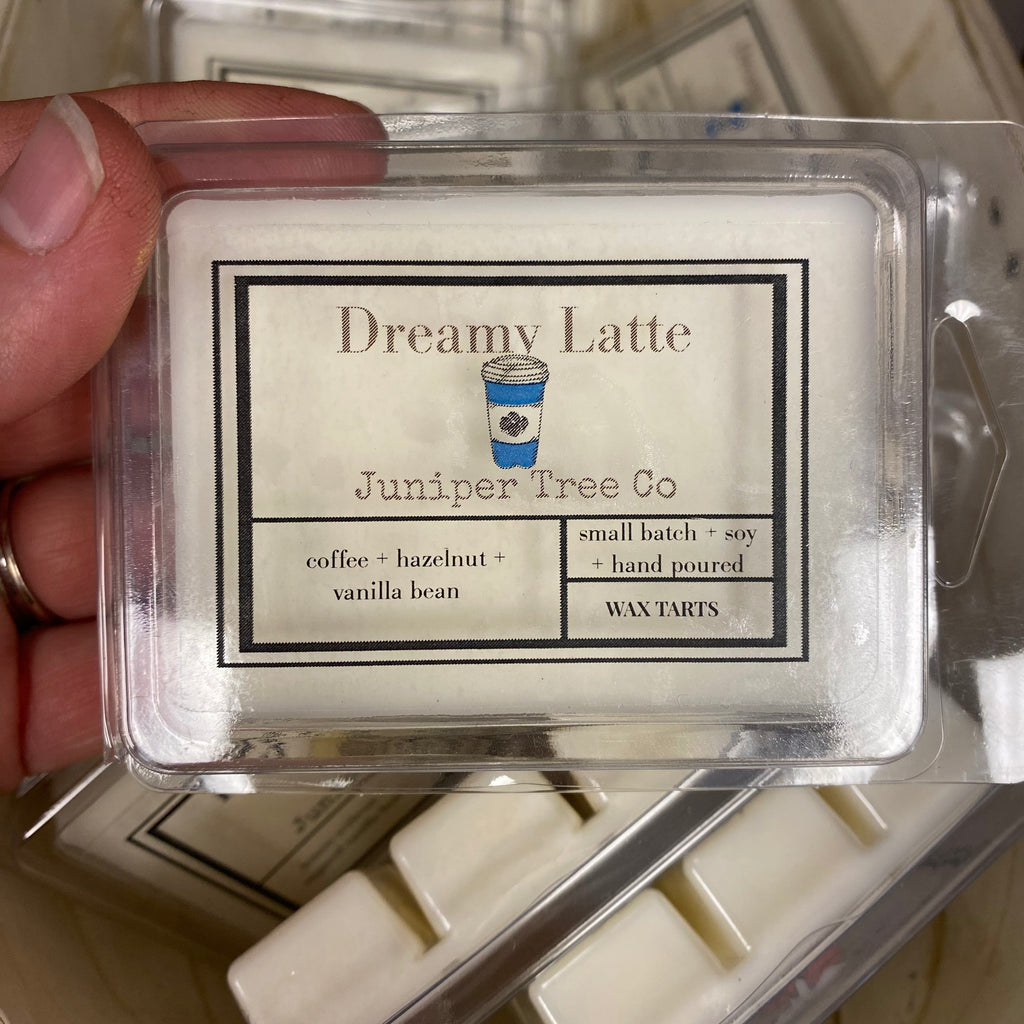 Dreamy Latte
Juniper Tree Co
coffee + hazelnut +
vanilla bean
small batch + soy
+ hand poured
WAX TARTS